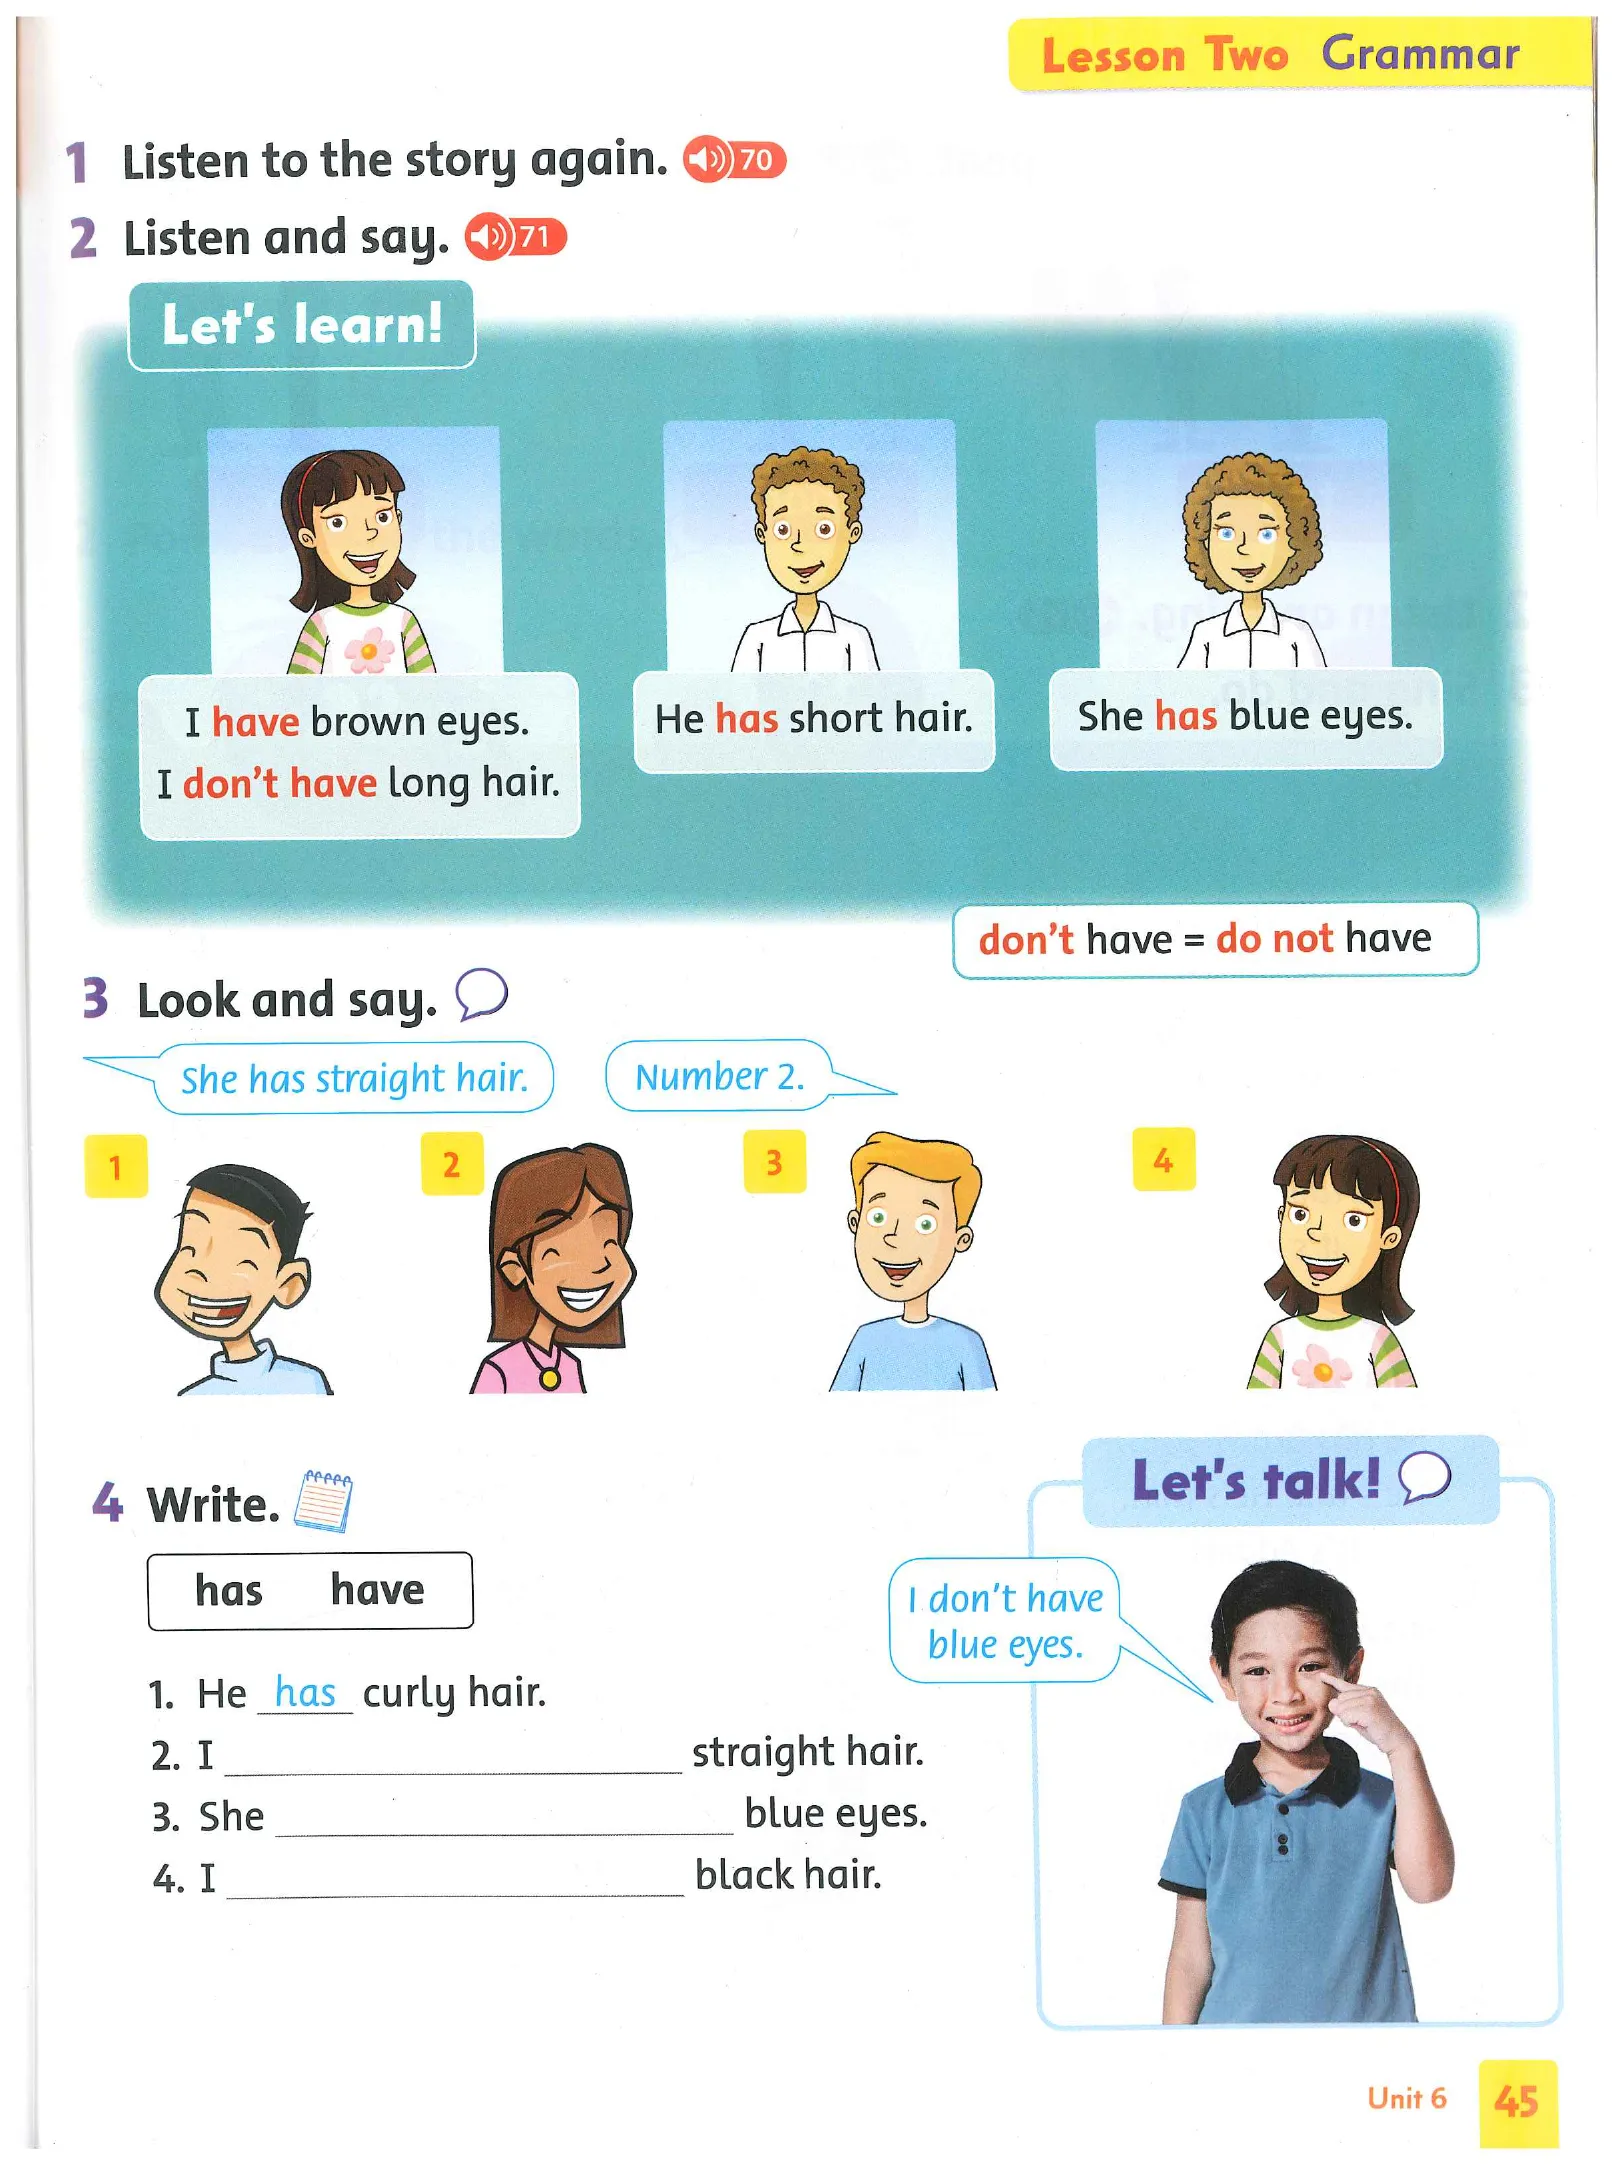 Lesson Two Grammar
1 Listen to the story again. 70
2 Listen and say. 71
Let's learn!
I have brown eyes.
I don't have long hair.
He has short hair.
She has blue eyes.
don't have = do not have
3 Look and say.
She has straight hair.
Number 2.
1
2
3
4
4 Write.
has have
1. He has curly hair.
2. I ______ straight hair.
3. She ______ blue eyes.
4. I ______ black hair.
Let's talk!
I don't have
blue eyes.
Unit 6 45